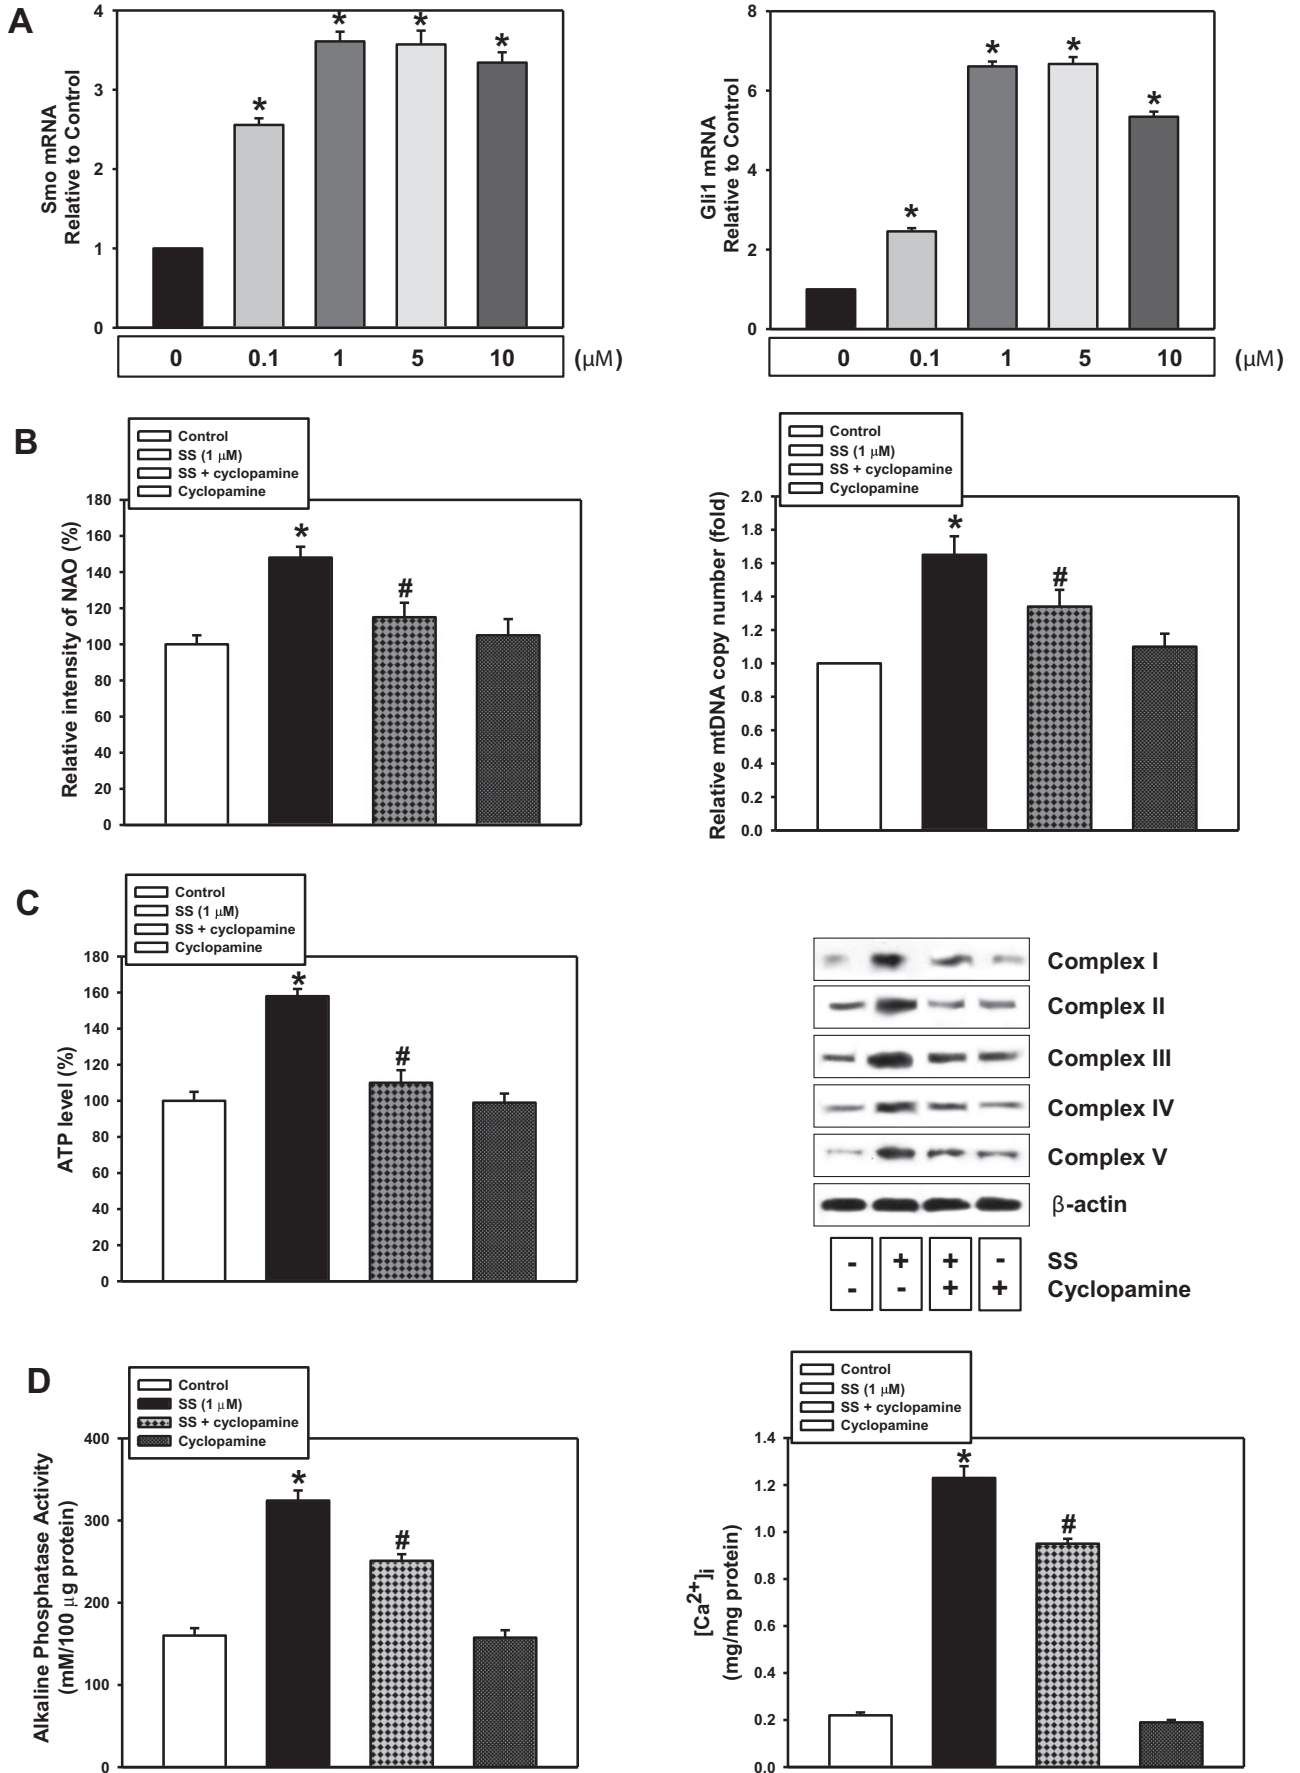 A
Smo mRNA
Relative to Control
4
3
2
1
0
*
*
*
*
0 0.1 1 5 10 (μM)
Gli1 mRNA
Relative to Control
8
6
4
2
0
*
*
*
*
0 0.1 1 5 10 (μM)
B
Control
SS (1 μM)
SS + cyclopamine
Cyclopamine
Relative intensity of NAO (%)
180
160
140
120
100
80
60
40
20
0
*
#
Control
SS (1 μM)
SS + cyclopamine
Cyclopamine
Relative mtDNA copy number (fold)
2.0
1.8
1.6
1.4
1.2
1.0
0.8
0.6
0.4
0.2
0.0
*
#
C
Control
SS (1 μM)
SS + cyclopamine
Cyclopamine
ATP level (%)
180
160
140
120
100
80
60
40
20
0
*
#
Complex I
Complex II
Complex III
Complex IV
Complex V
β-actin
- + + - SS
- - + + Cyclopamine
D
Control
SS (1 μM)
SS + cyclopamine
Cyclopamine
Alkaline Phosphatase Activity
(mM/100 μg protein)
400
300
200
100
0
*
#
Control
SS (1 μM)
SS + cyclopamine
Cyclopamine
[Ca2+]i
(mg/mg protein)
1.4
1.2
1.0
0.8
0.6
0.4
0.2
0.0
*
#